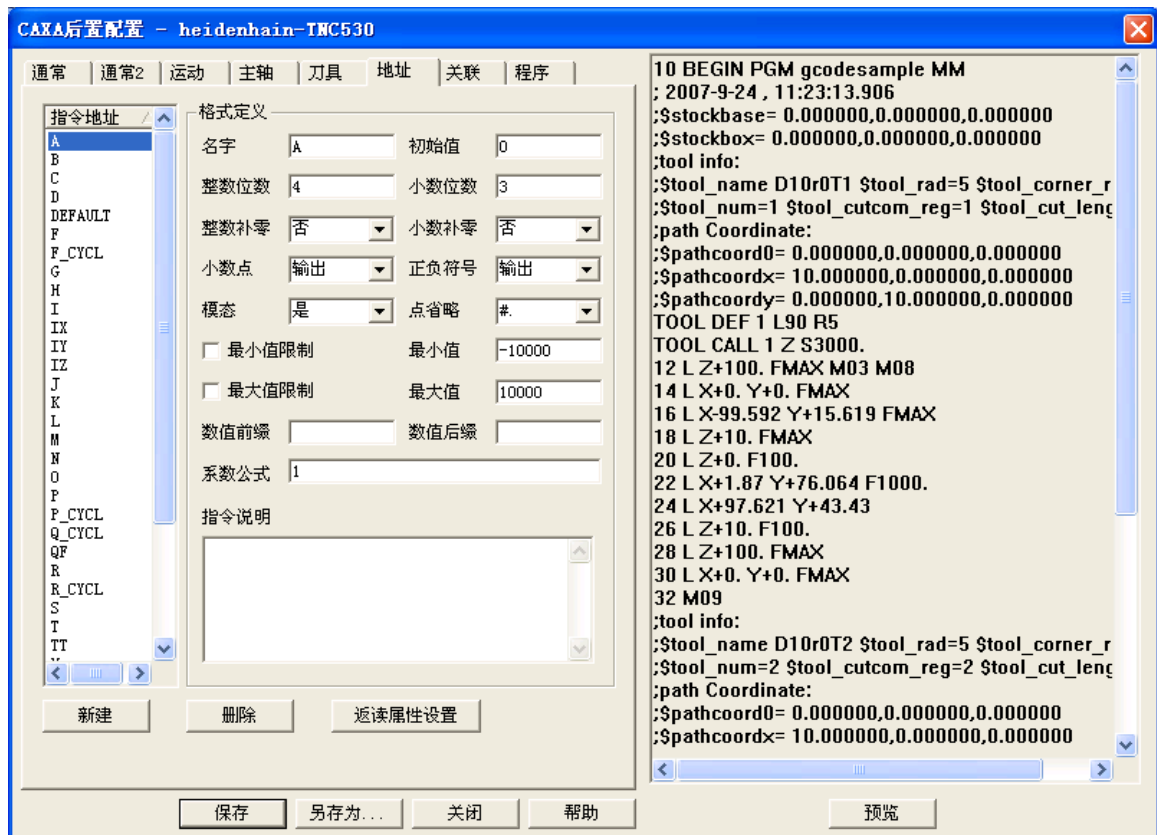 CAXA后置配置 - heidenhain-TNC530
通常 通常2 运动 主轴 刀具 地址 关联 程序
指令地址
A
B
C
D
DEFAULT
F
F_CYCL
G
H
I
IX
IY
IZ
J
K
L
M
N
O
P
P_CYCL
Q_CYCL
QF
R
R_CYCL
S
T
TT
格式定义
名字 A 初始值 0
整数位数 4 小数位数 3
整数补零 否 小数补零 否
小数点 输出 正负符号 输出
模态 是 点省略 #.
最小值限制 最小值 -10000
最大值限制 最大值 10000
数值前缀 数值后缀
系数公式 1
指令说明
新建 删除 返读属性设置
保存 另存为... 关闭 帮助
10 BEGIN PGM gcodesample MM
; 2007-9-24 , 11:23:13.906
;$stockbase= 0.000000,0.000000,0.000000
;$stockbox= 0.000000,0.000000,0.000000
;tool info:
;$tool_name D10r0T1 $tool_rad=5 $tool_corner_r
;$tool_num=1 $tool_cutcom_reg=1 $tool_cut_leng
;path Coordinate:
;$pathcoord0= 0.000000,0.000000,0.000000
;$pathcoordx= 10.000000,0.000000,0.000000
;$pathcoordy= 0.000000,10.000000,0.000000
TOOL DEF 1 L90 R5
TOOL CALL 1 Z S3000.
12 L Z+100. FMAX M03 M08
14 L X+0. Y+0. FMAX
16 L X-99.592 Y+15.619 FMAX
18 L Z+10. FMAX
20 L Z+0. F100.
22 L X+1.87 Y+76.064 F1000.
24 L X+97.621 Y+43.43
26 L Z+10. F100.
28 L Z+100. FMAX
30 L X+0. Y+0. FMAX
32 M09
;tool info:
;$tool_name D10r0T2 $tool_rad=5 $tool_corner_r
;$tool_num=2 $tool_cutcom_reg=2 $tool_cut_leng
;path Coordinate:
;$pathcoord0= 0.000000,0.000000,0.000000
;$pathcoordx= 10.000000,0.000000,0.000000
预览